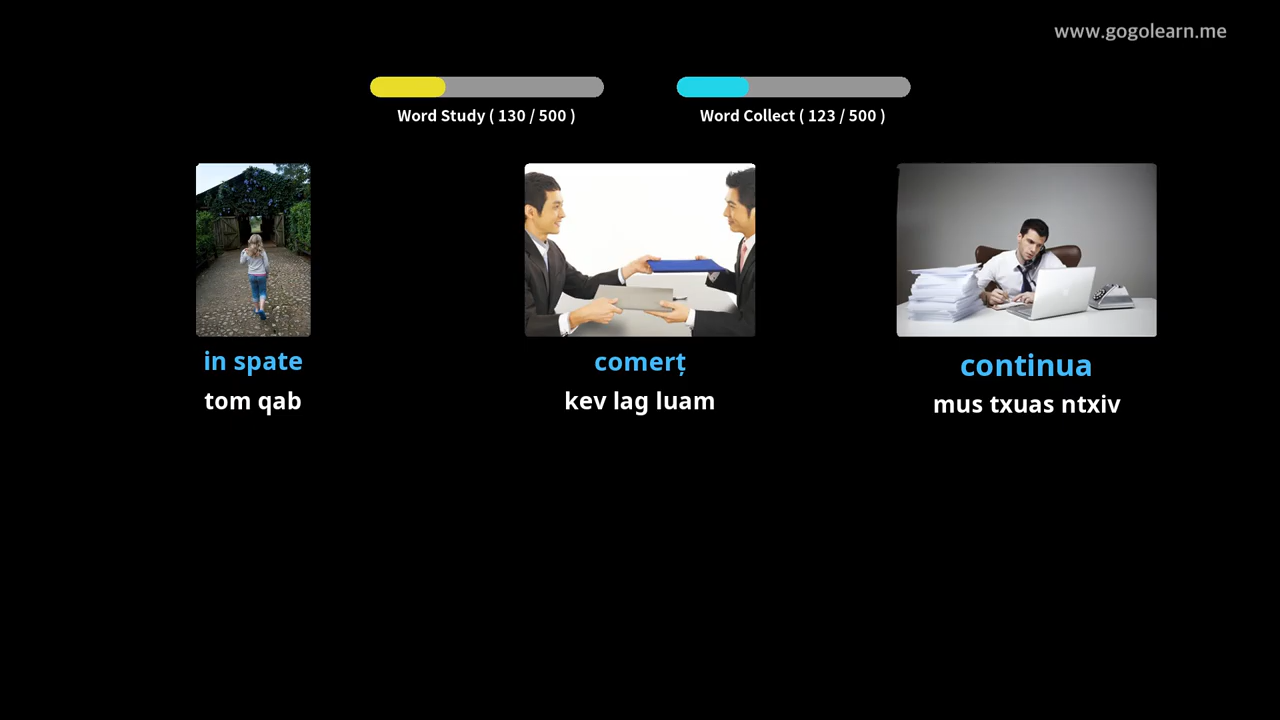 www.gogolearn.me
Word Study ( 130 / 500 )
Word Collect ( 123 / 500 )
in spate
tom qab
comerț
kev lag luam
continua
mus txuas ntxiv